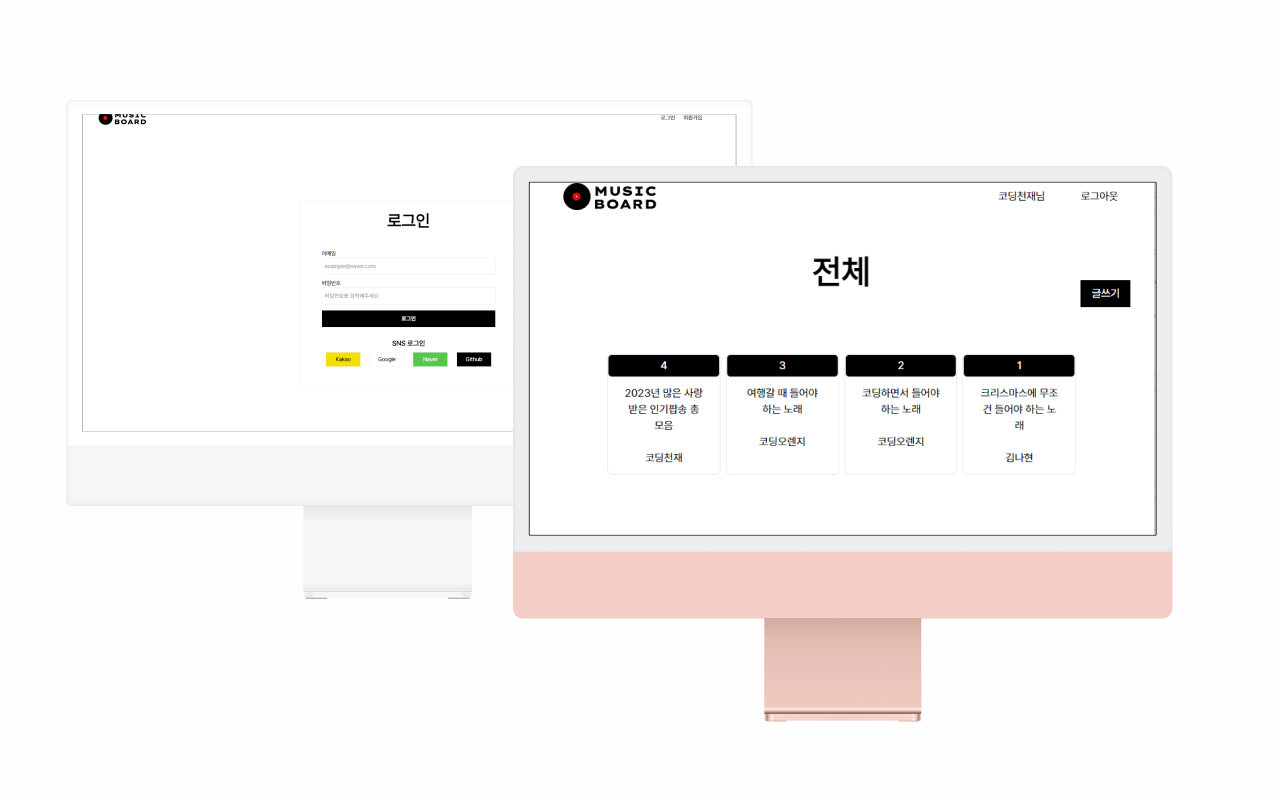 MUSIC
BOARD
로그인 회원가입
로그인
이메일
example@naver.com
비밀번호
비밀번호를 입력해주세요
로그인
SNS 로그인
Kakao Google Naver Github
MUSIC
BOARD
코딩천재님 로그아웃
전체
글쓰기
4
2023년 많은 사랑
받은 인기팝송 총
모음
코딩천재
3
여행갈 때 들어야
하는 노래
코딩오렌지
2
코딩하면서 들어야
하는 노래
코딩오렌지
1
크리스마스에 무조
건 들어야 하는 노
래
김나현